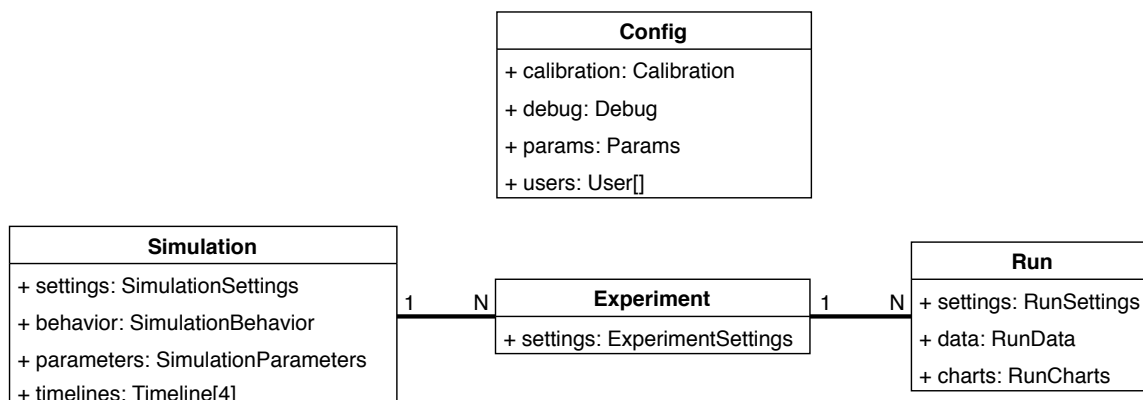 Config
+ calibration: Calibration
+ debug: Debug
+ params: Params
+ users: User[]
Simulation
+ settings: SimulationSettings
+ behavior: SimulationBehavior
+ parameters: SimulationParameters
+ timelines: Timeline[4]
1 N
Experiment
+ settings: ExperimentSettings
1 N
Run
+ settings: RunSettings
+ data: RunData
+ charts: RunCharts